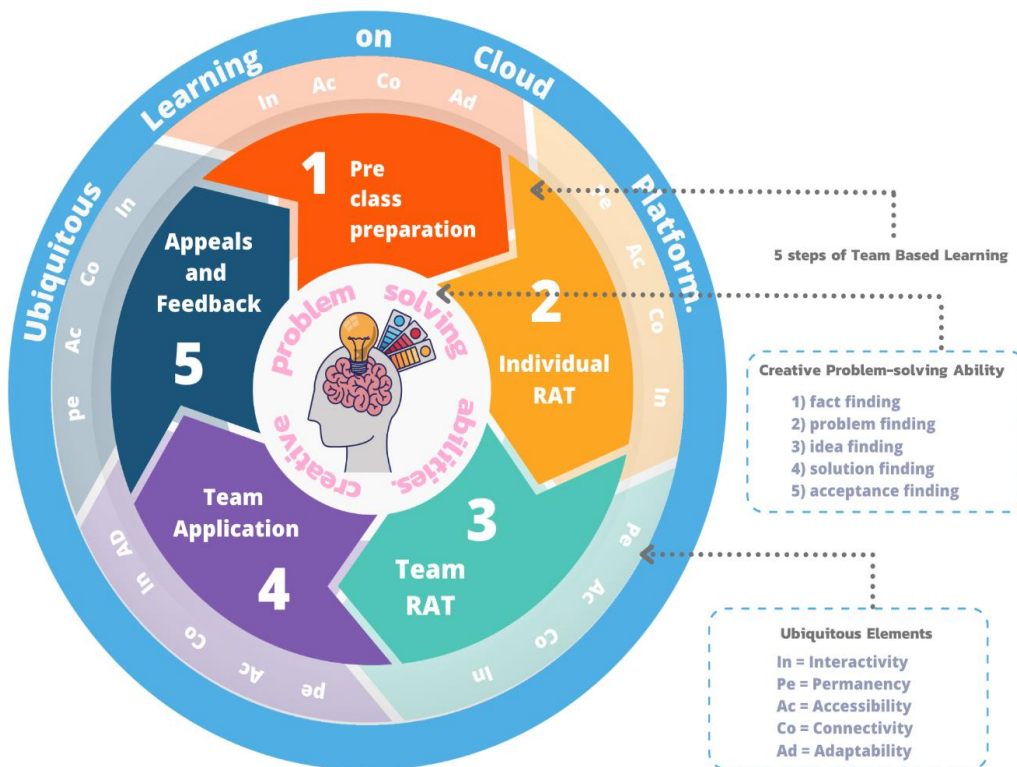 Ubiquitous Learning on Cloud Platform.
In Ac Co Ad
Pe Ac Co In
Pe Ac Co In
pe Ac Co In AD
pe Ac Co In
1 Pre
class
preparation
2
Individual
RAT
3
Team
RAT
Team
Application
4
Appeals
and
Feedback
5
creative problem solving abilities.
5 steps of Team Based Learning
Creative Problem-solving Ability
1) fact finding
2) problem finding
3) idea finding
4) solution finding
5) acceptance finding
Ubiquitous Elements
In = Interactivity
Pe = Permanency
Ac = Accessibility
Co = Connectivity
Ad = Adaptability